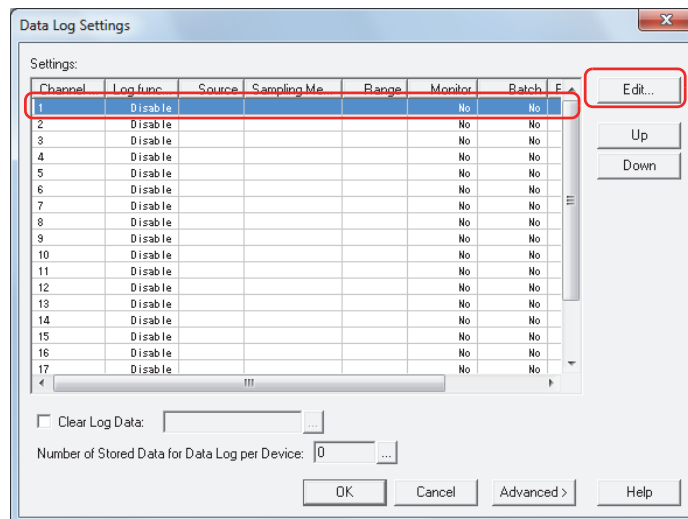 Data Log Settings
Settings:
Channel Log func... Source Sampling Me... Range Monitor Batch F
1 Disable No No
2 Disable No No
3 Disable No No
4 Disable No No
5 Disable No No
6 Disable No No
7 Disable No No
8 Disable No No
9 Disable No No
10 Disable No No
11 Disable No No
12 Disable No No
13 Disable No No
14 Disable No No
15 Disable No No
16 Disable No No
17 Disable No No
Edit...
Up
Down
Clear Log Data: ...
Number of Stored Data for Data Log per Device: 0 ...
OK Cancel Advanced > Help